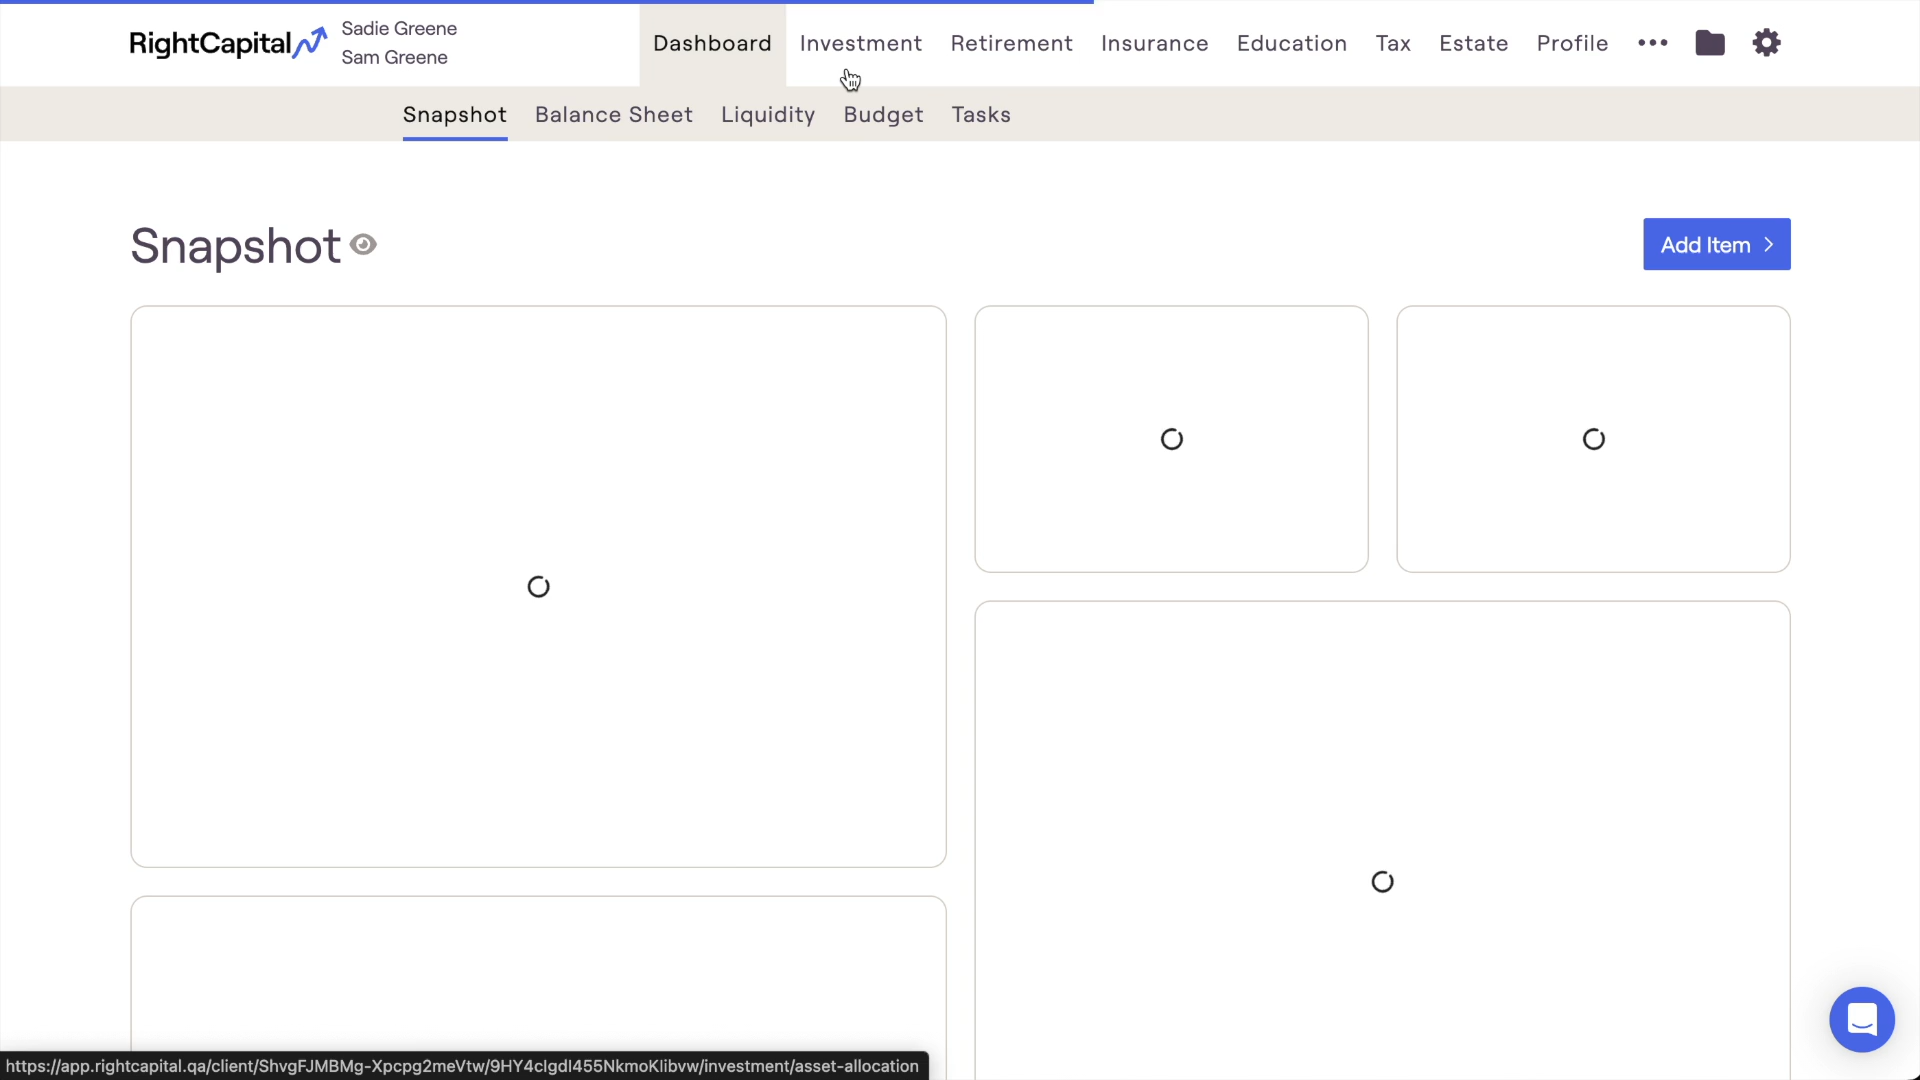 RightCapital
Sadie Greene
Sam Greene
Dashboard Investment Retirement Insurance Education Tax Estate Profile
Snapshot Balance Sheet Liquidity Budget Tasks
Snapshot
Add Item
https://app.rightcapital.qa/client/ShvgFJMBMg-Xpcpg2meVtw/9HY4clgdl455NkmoKlibvw/investment/asset-allocation